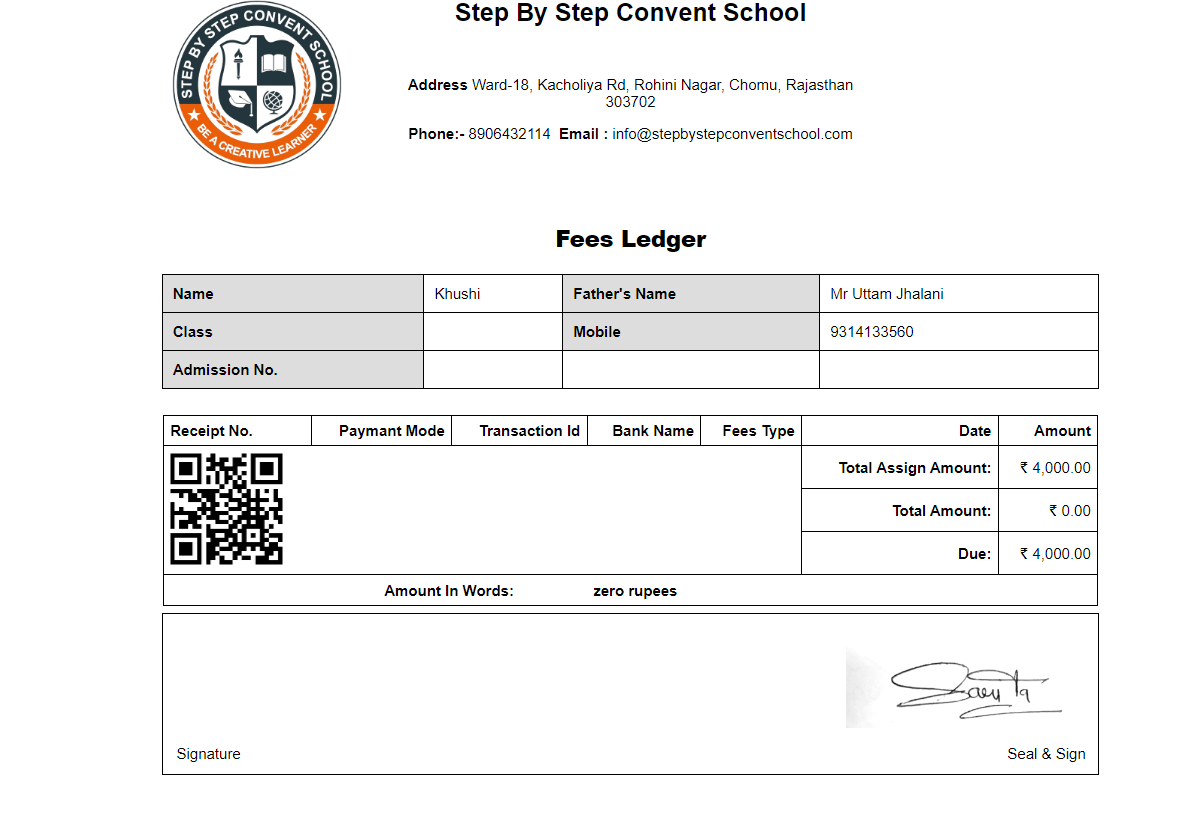 STEP BY STEP CONVENT SCHOOL
BE A CREATIVE LEARNER
Step By Step Convent School
Address Ward-18, Kacholiya Rd, Rohini Nagar, Chomu, Rajasthan
303702
Phone:- 8906432114 Email : info@stepbystepconventschool.com
Fees Ledger
Name Khushi Father's Name Mr Uttam Jhalani
Class Mobile 9314133560
Admission No.
Receipt No. Paymant Mode Transaction Id Bank Name Fees Type Date Amount
Total Assign Amount: ₹ 4,000.00
Total Amount: ₹ 0.00
Due: ₹ 4,000.00
Amount In Words: zero rupees
Signature Seal & Sign